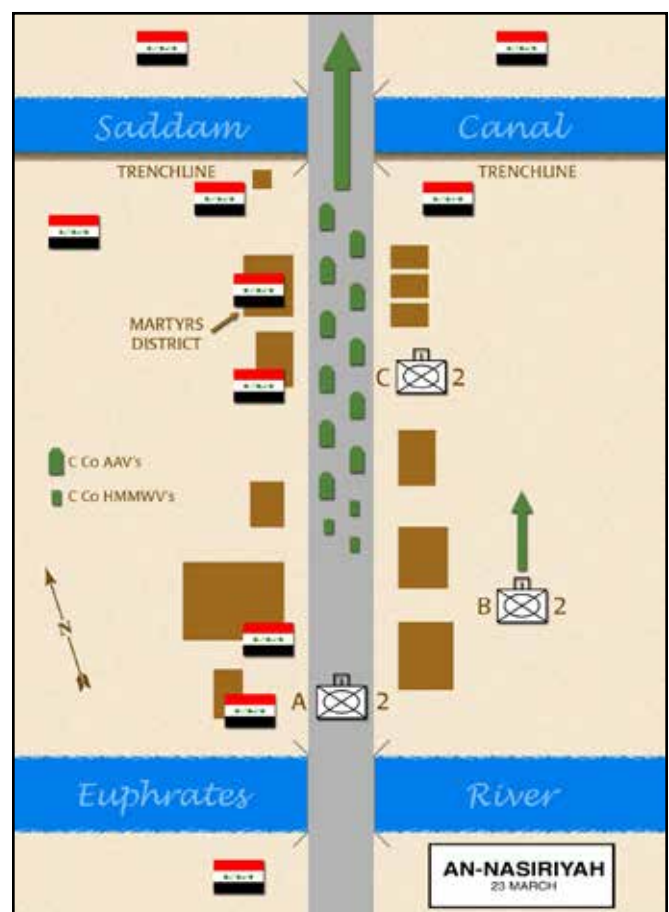 Saddam Canal
TRENCHLINE TRENCHLINE
MARTYRS
DISTRICT
C 2
C Co AAV's
C Co HMMWV's
B 2
N
A 2
Euphrates River
AN-NASIRIYAH
23 MARCH